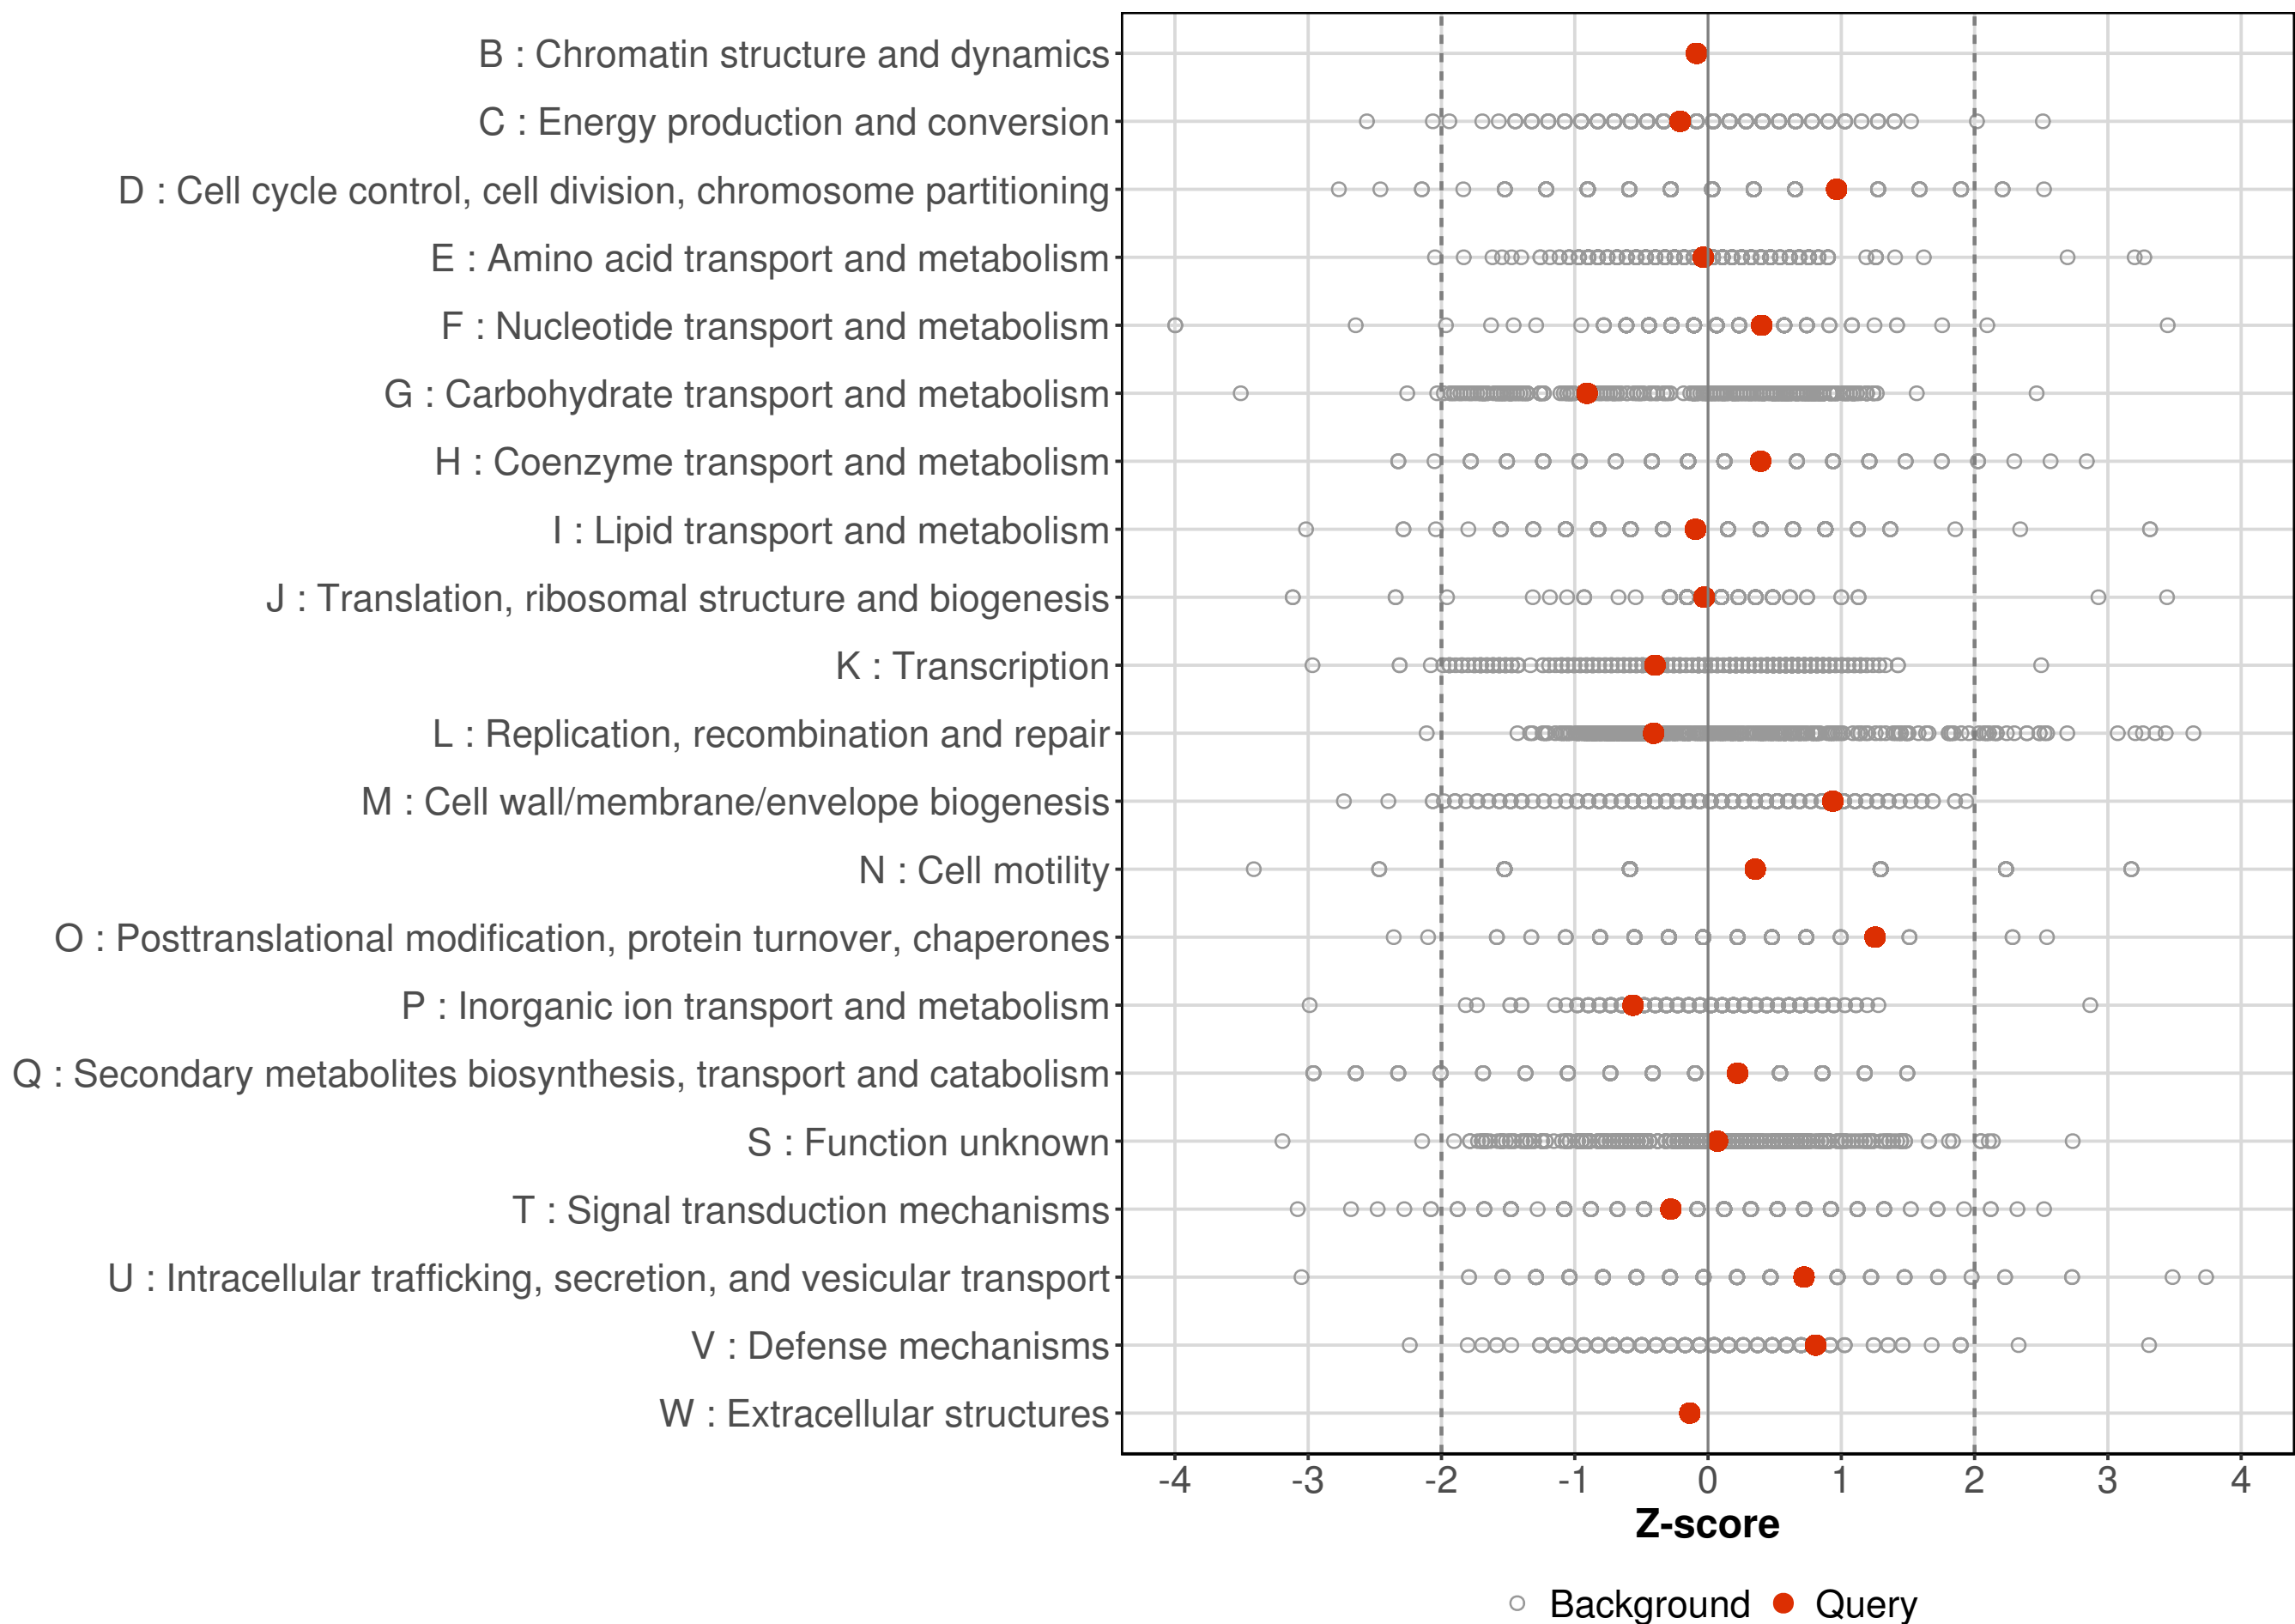 B : Chromatin structure and dynamics
C : Energy production and conversion
D : Cell cycle control, cell division, chromosome partitioning
E : Amino acid transport and metabolism
F : Nucleotide transport and metabolism
G : Carbohydrate transport and metabolism
H : Coenzyme transport and metabolism
I : Lipid transport and metabolism
J : Translation, ribosomal structure and biogenesis
K : Transcription
L : Replication, recombination and repair
M : Cell wall/membrane/envelope biogenesis
N : Cell motility
O : Posttranslational modification, protein turnover, chaperones
P : Inorganic ion transport and metabolism
Q : Secondary metabolites biosynthesis, transport and catabolism
S : Function unknown
T : Signal transduction mechanisms
U : Intracellular trafficking, secretion, and vesicular transport
V : Defense mechanisms
W : Extracellular structures
-4 -3 -2 -1 0 1 2 3 4
Z-score
Background Query